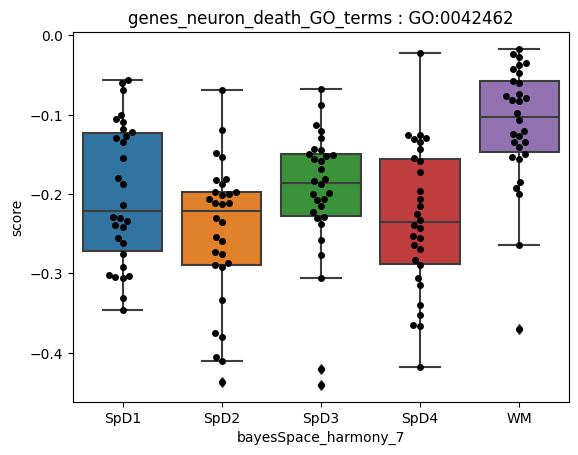 genes_neuron_death_GO_terms : GO:0042462
0.0
−0.1
−0.2
−0.3
−0.4
score
SpD1 SpD2 SpD3 SpD4 WM
bayesSpace_harmony_7